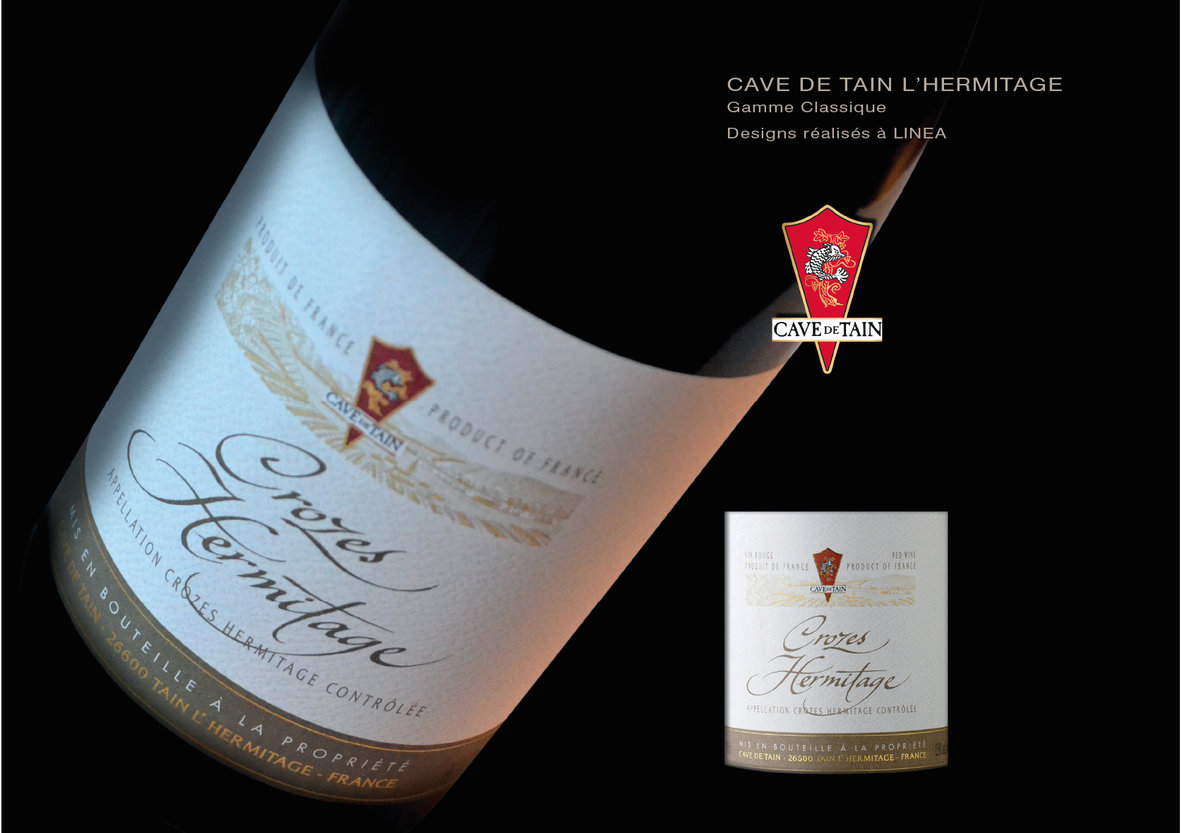 CAVE DE TAIN L’HERMITAGE
Gamme Classique
Designs réalisés à LINEA
CAVE DE TAIN
PRODUIT DE FRANCE
PRODUCT OF FRANCE
CAVE DE TAIN
Crozes
Hermitage
APPELLATION CROZES HERMITAGE CONTRÔLÉE
MIS EN BOUTEILLE À LA PROPRIÉTÉ
CAVE DE TAIN - 26600 TAIN L' HERMITAGE - FRANCE
VIN ROUGE
RED WINE
PRODUIT DE FRANCE
PRODUCT OF FRANCE
CAVE DE TAIN
Crozes
Hermitage
APPELLATION CROZES HERMITAGE CONTRÔLÉE
MIS EN BOUTEILLE À LA PROPRIÉTÉ
CAVE DE TAIN - 26600 TAIN L' HERMITAGE - FRANCE